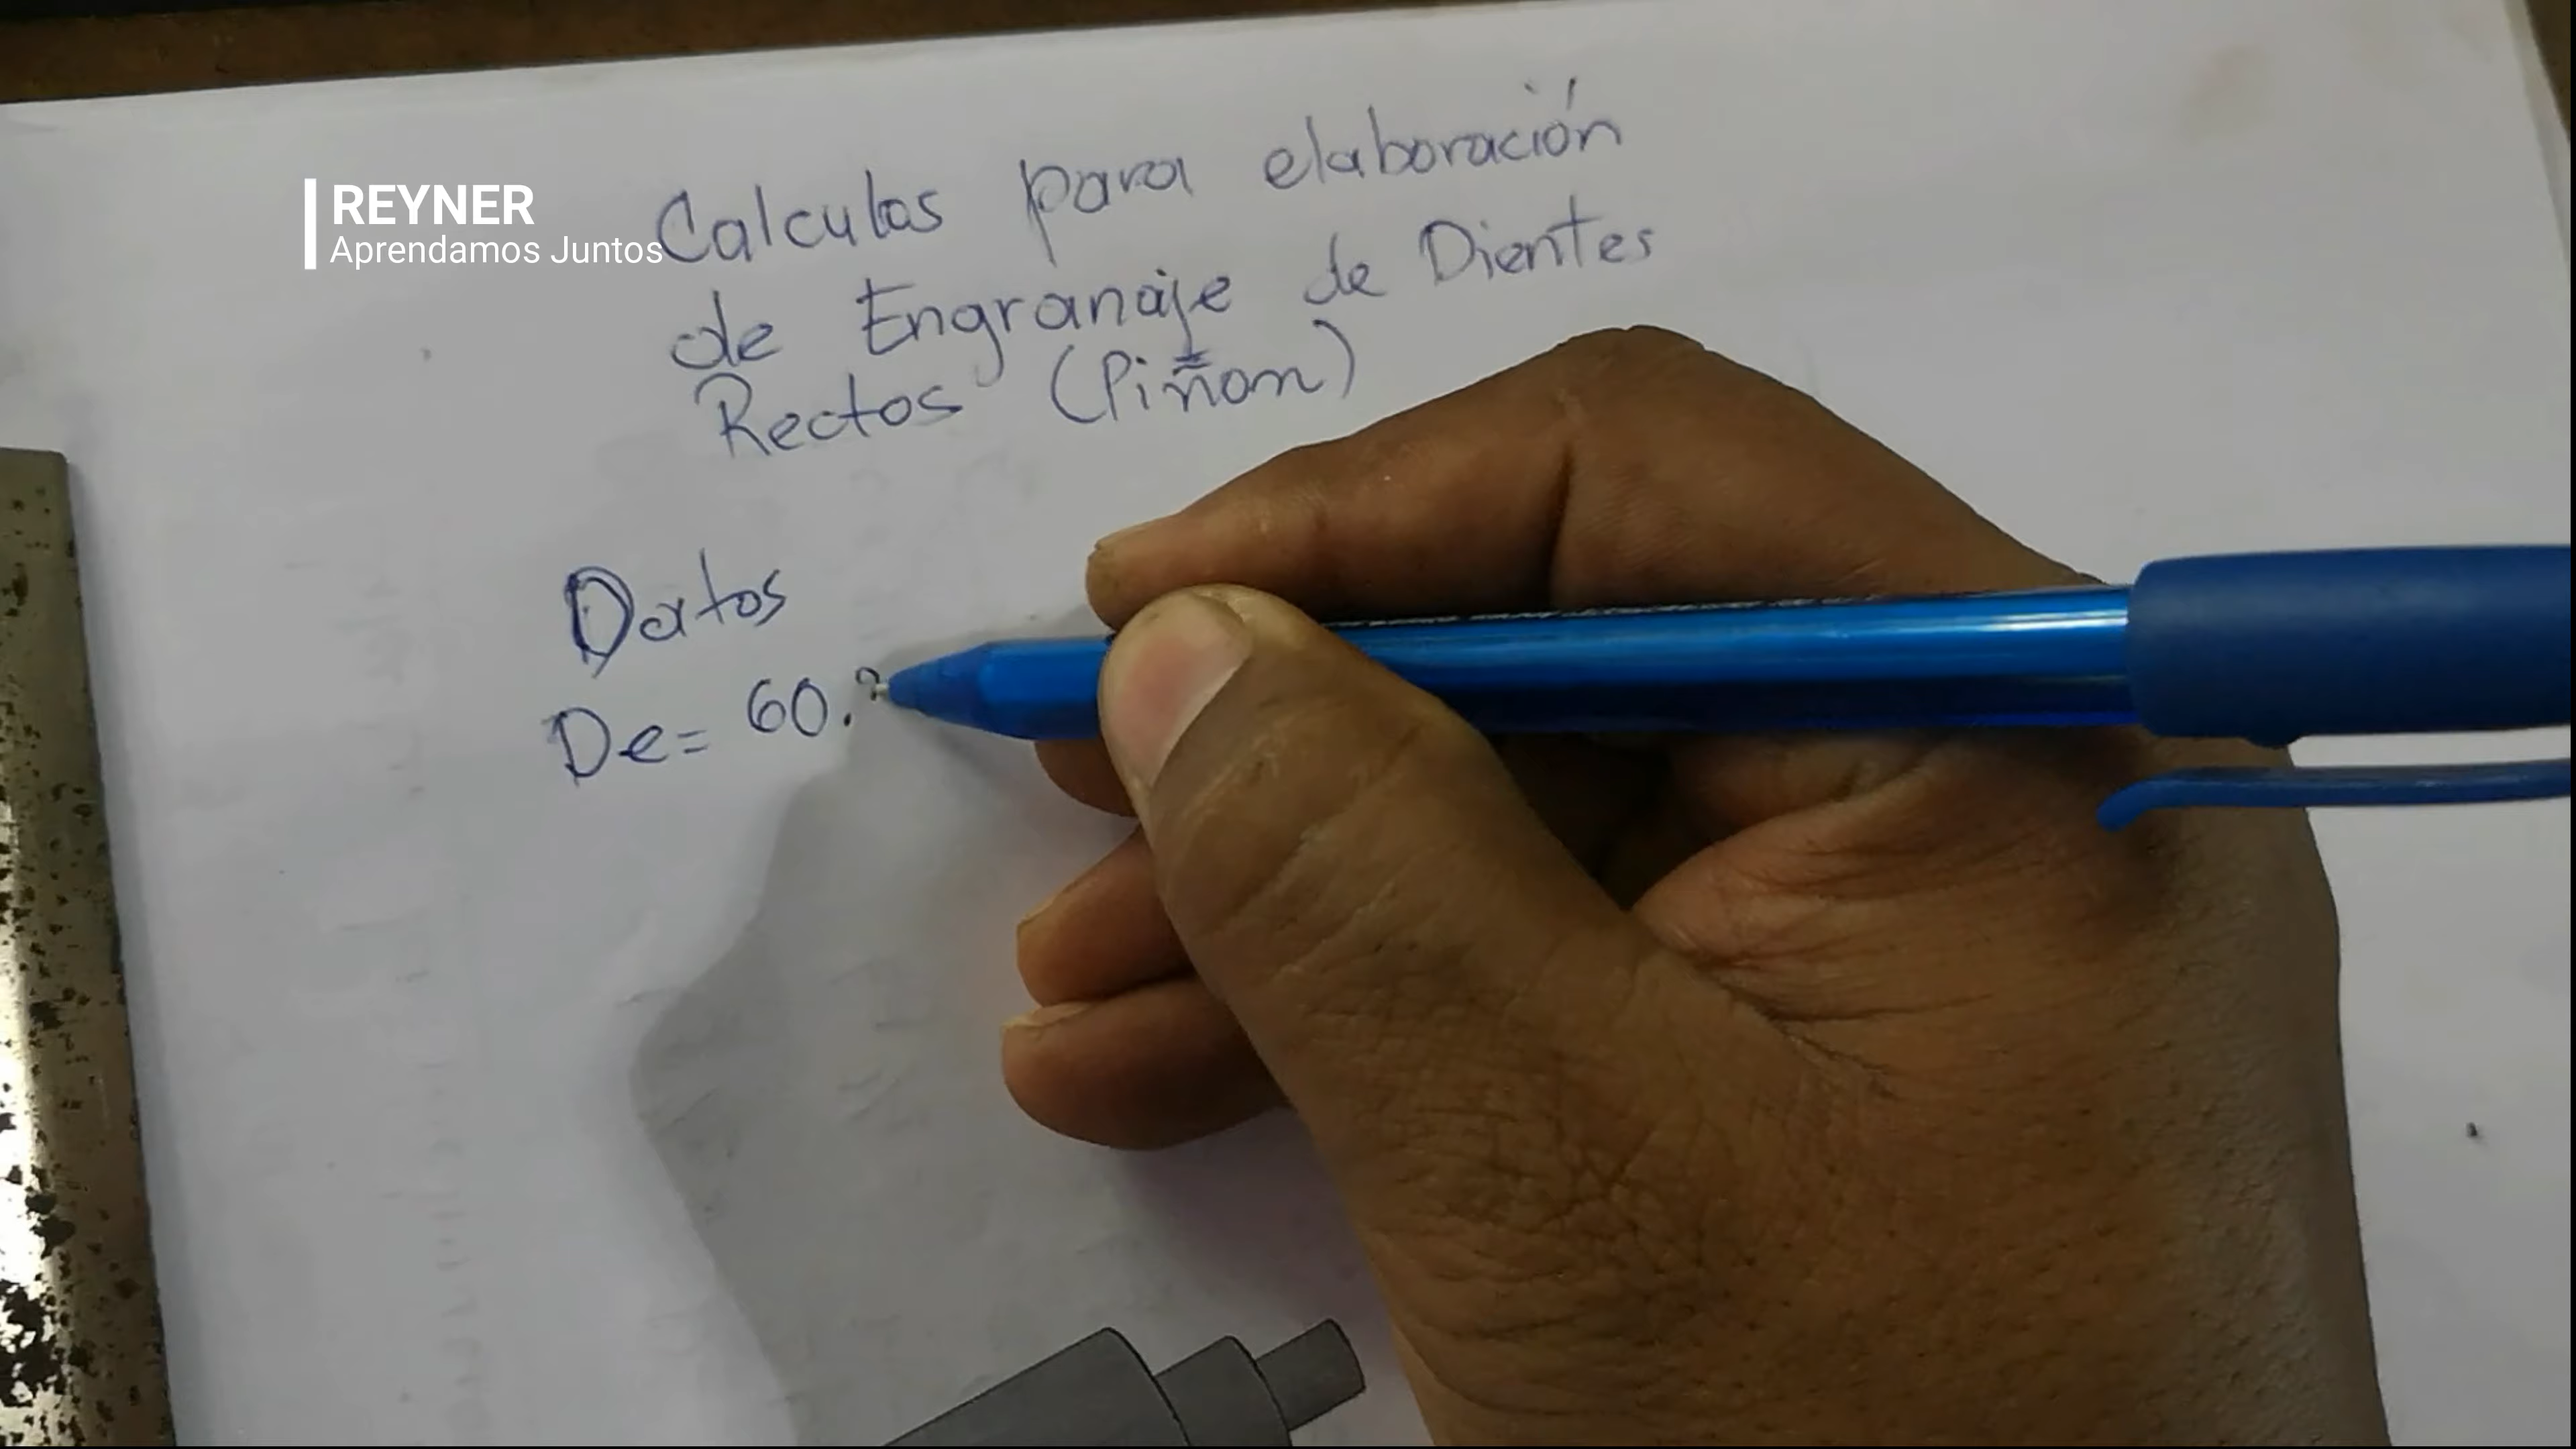 REYNER
Aprendamos Juntos
Calculos para elaboración
de Engranaje de Dientes
Rectos (Piñon)
Datos
De= 60.